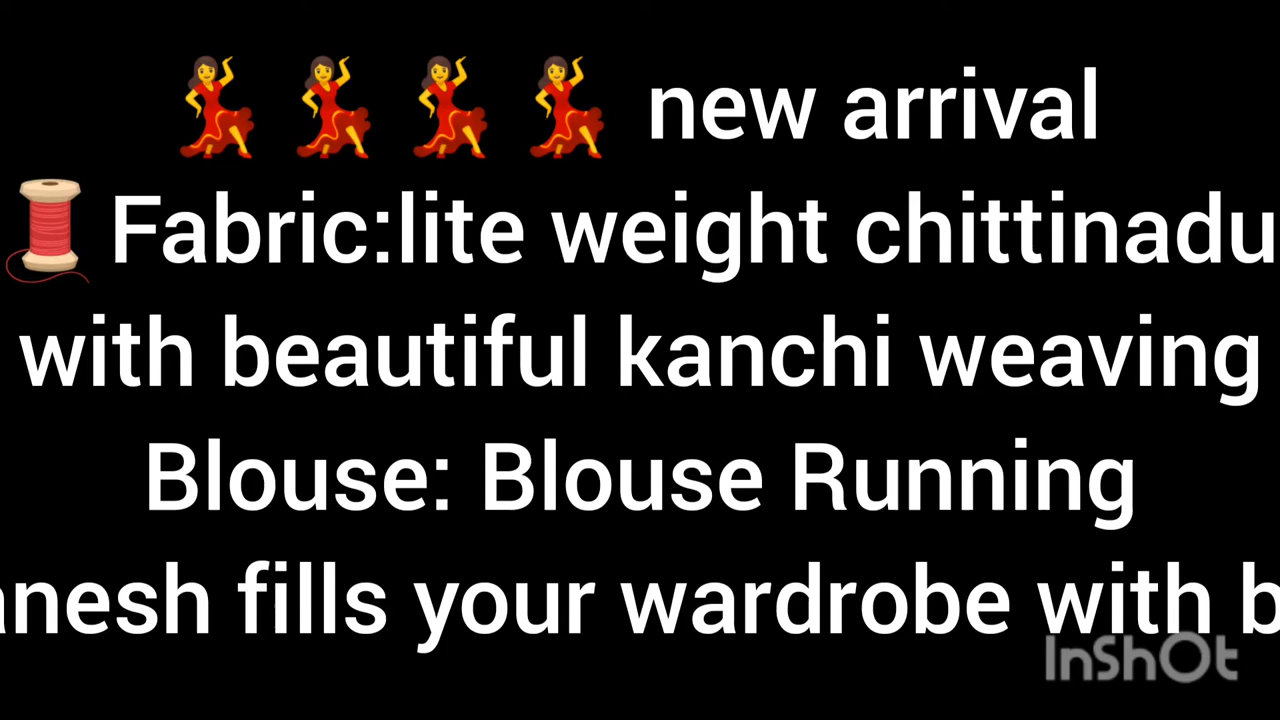 💃 💃 💃 💃 new arrival
🧵 Fabric:lite weight chittinadu
with beautiful kanchi weaving
Blouse: Blouse Running
fills your wardrobe with
InShOt